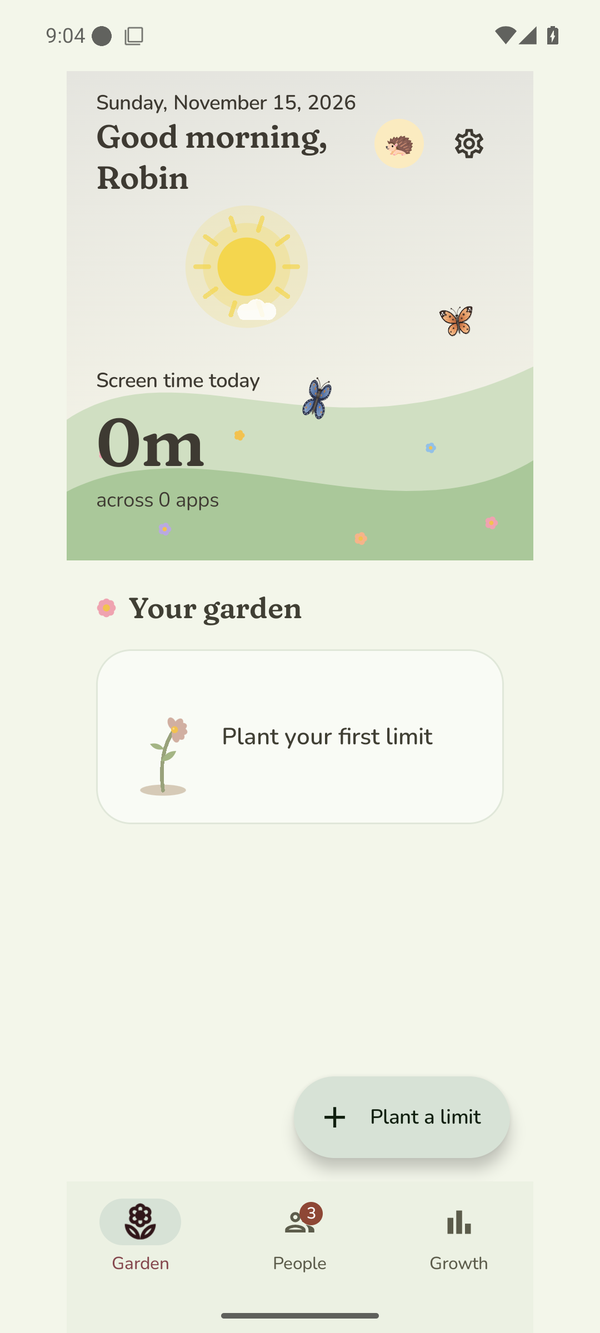 9:04
Sunday, November 15, 2026
Good morning,
Robin
Screen time today
0m
across 0 apps
Your garden
Plant your first limit
Plant a limit
3
Garden
People
Growth